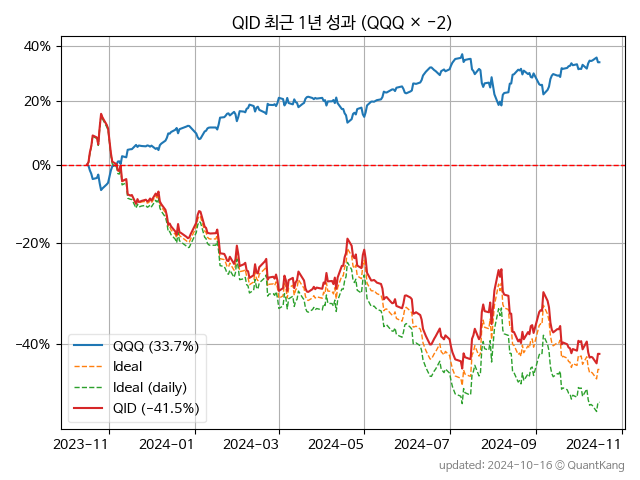 QID 최근 1년 성과 (QQQ × −2)
40%
20%
0%
−20%
−40%
QQQ (33.7%)
Ideal
Ideal (daily)
QID (−41.5%)
2023−11 2024−01 2024−03 2024−05 2024−07 2024−09 2024−11
updated: 2024-10-16 © QuantKang